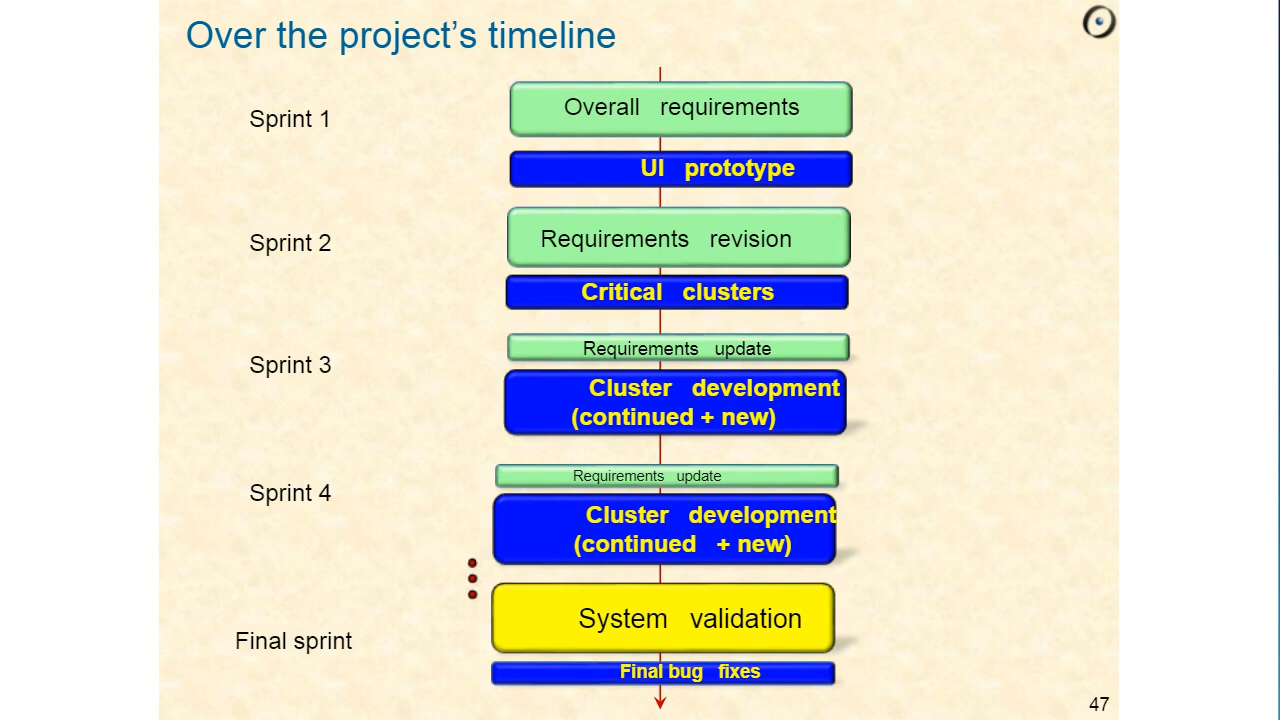 Over the project’s timeline
Sprint 1
Overall requirements
UI prototype
Sprint 2
Requirements revision
Critical clusters
Sprint 3
Requirements update
Cluster development
(continued + new)
Sprint 4
Requirements update
Cluster development
(continued + new)
Final sprint
System validation
Final bug fixes
47